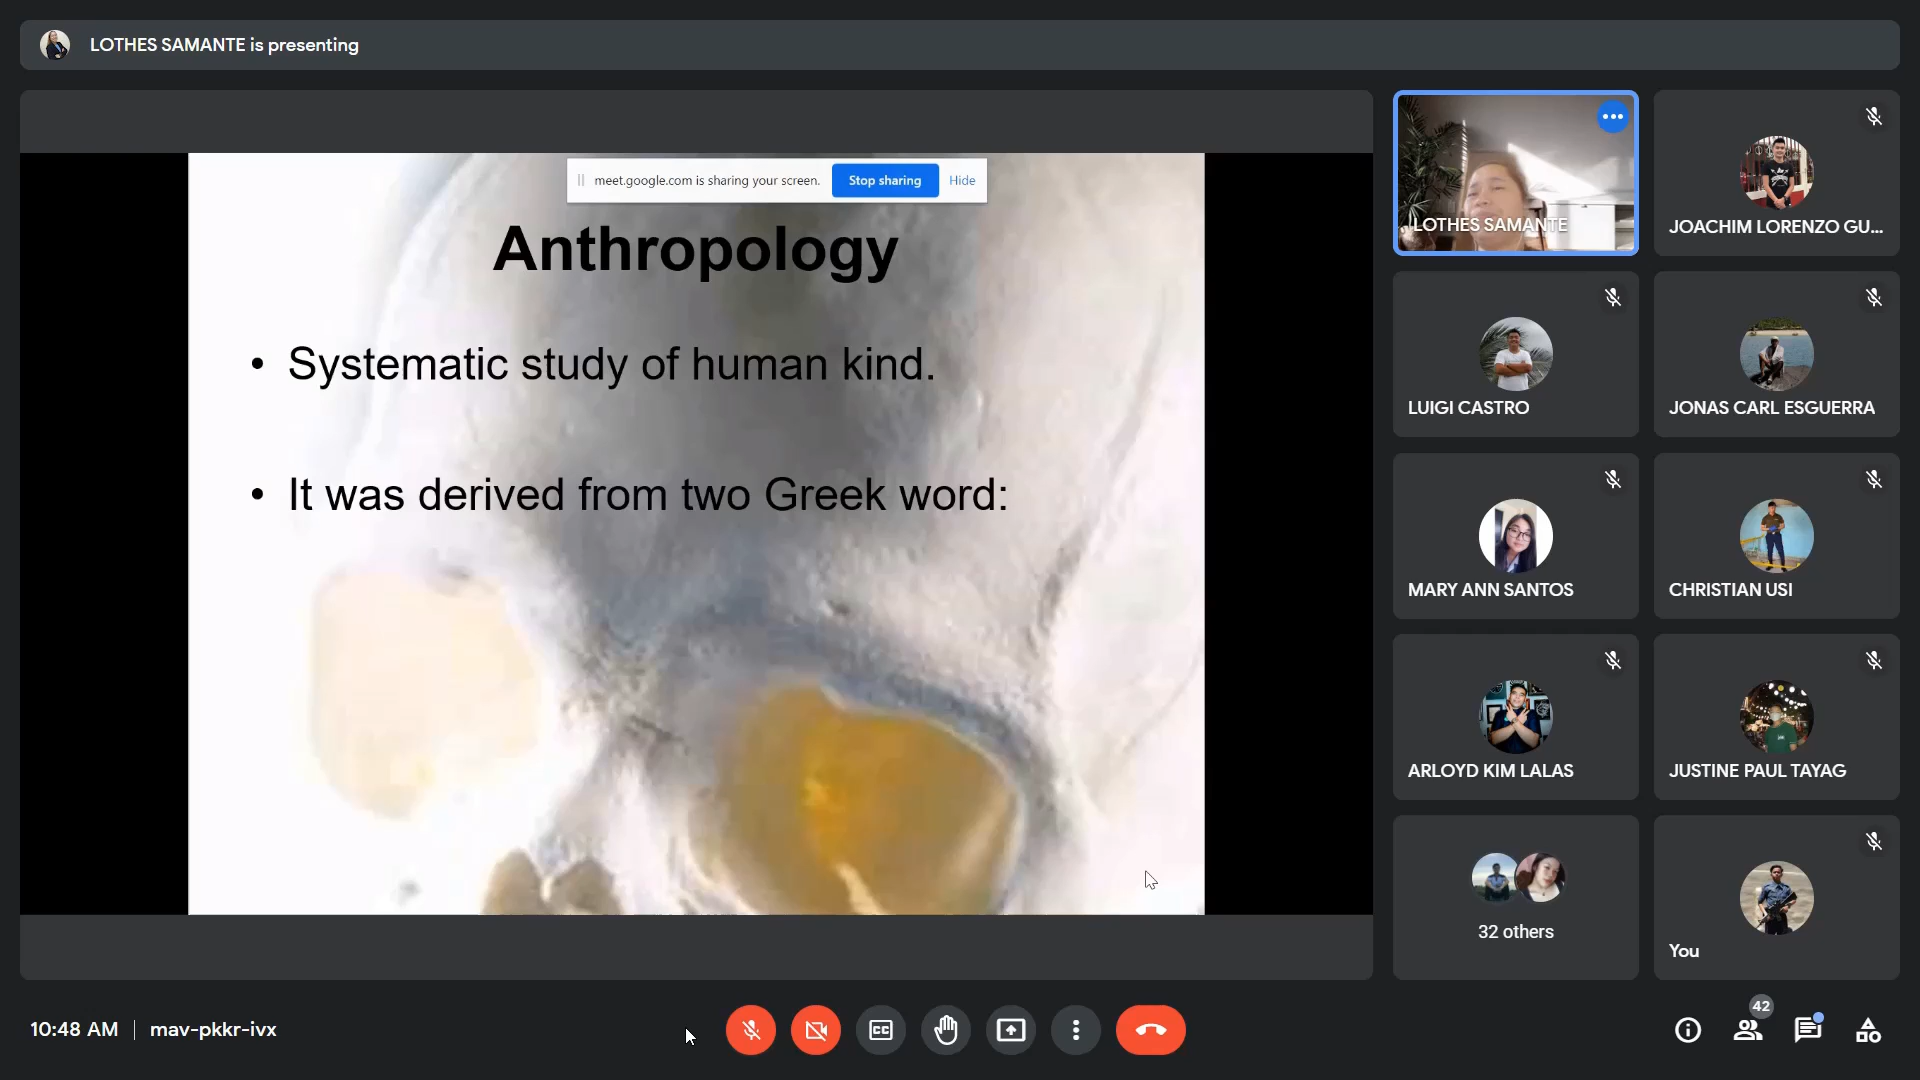 LOTHES SAMANTE is presenting
meet.google.com is sharing your screen. Stop sharing Hide
Anthropology
• Systematic study of human kind.
• It was derived from two Greek word:
LOTHES SAMANTE
JOACHIM LORENZO GU...
LUIGI CASTRO
JONAS CARL ESGUERRA
MARY ANN SANTOS
CHRISTIAN USI
ARLOYD KIM LALAS
JUSTINE PAUL TAYAG
32 others
You
10:48 AM | mav-pkkr-ivx
CC
42